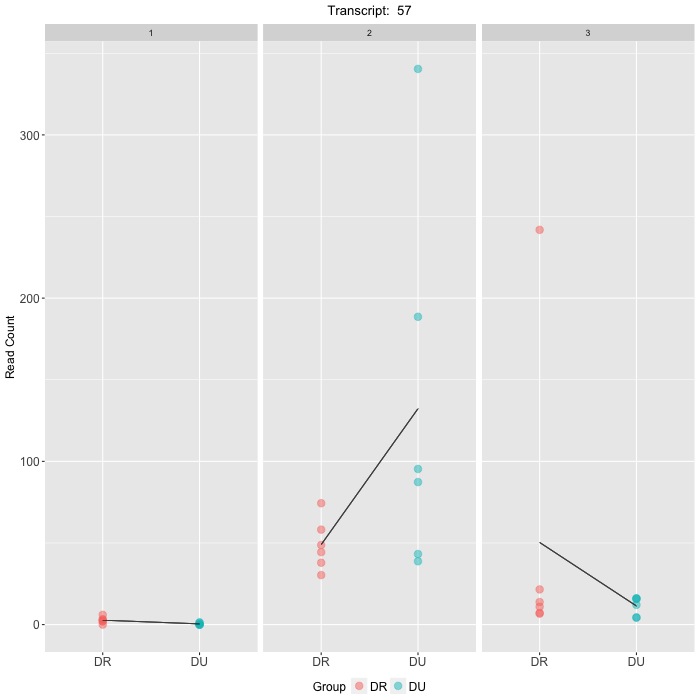 Transcript: 57
1 2 3
Read Count
300
200
100
0
DR DU DR DU DR DU
Group DR DU